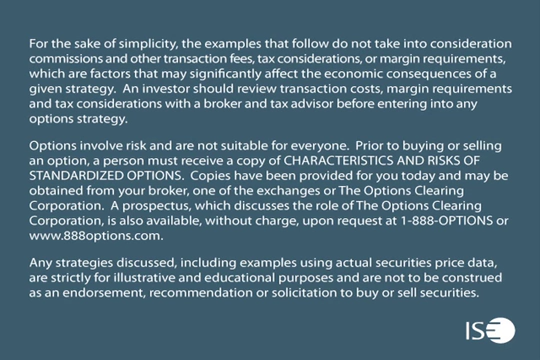 For the sake of simplicity, the examples that follow do not take into consideration
commissions and other transaction fees, tax considerations, or margin requirements,
which are factors that may significantly affect the economic consequences of a
given strategy.  An investor should review transaction costs, margin requirements
and tax considerations with a broker and tax advisor before entering into any
options strategy.
Options involve risk and are not suitable for everyone.  Prior to buying or selling
an option, a person must receive a copy of CHARACTERISTICS AND RISKS OF
STANDARDIZED OPTIONS.  Copies have been provided for you today and may be
obtained from your broker, one of the exchanges or The Options Clearing
Corporation.  A prospectus, which discusses the role of The Options Clearing
Corporation, is also available, without charge, upon request at 1-888-OPTIONS or
www.888options.com.
Any strategies discussed, including examples using actual securities price data,
are strictly for illustrative and educational purposes and are not to be construed
as an endorsement, recommendation or solicitation to buy or sell securities.
ISE